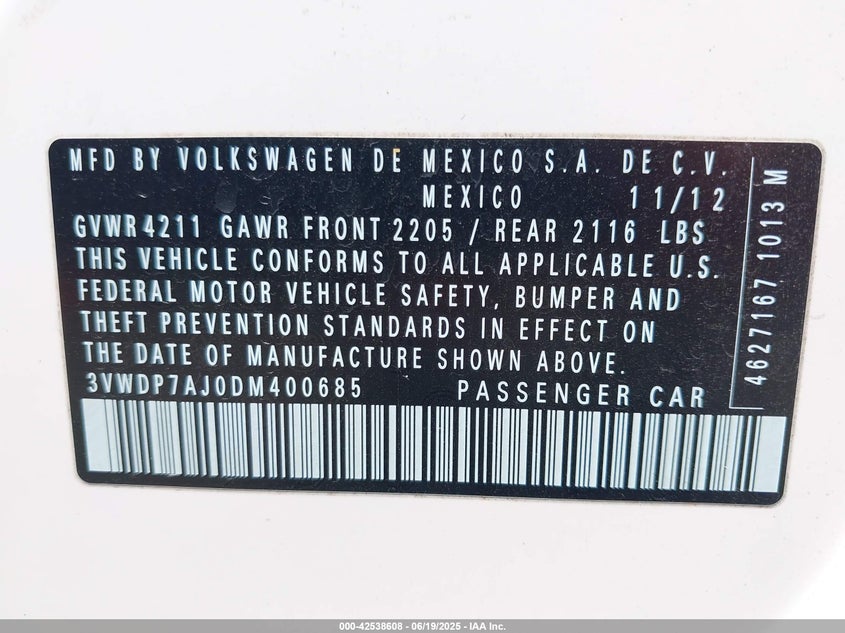 MFD BY VOLKSWAGEN DE MEXICO S.A. DE C.V.
MEXICO 11/12
GVWR 4211 GAWR FRONT 2205 / REAR 2116 LBS
THIS VEHICLE CONFORMS TO ALL APPLICABLE U.S.
FEDERAL MOTOR VEHICLE SAFETY, BUMPER AND
THEFT PREVENTION STANDARDS IN EFFECT ON
THE DATE OF MANUFACTURE SHOWN ABOVE.
3VWDP7AJ0DM400685 PASSENGER CAR
4627167 1013 M
000-42538608 - 06/19/2025 - IAA Inc.